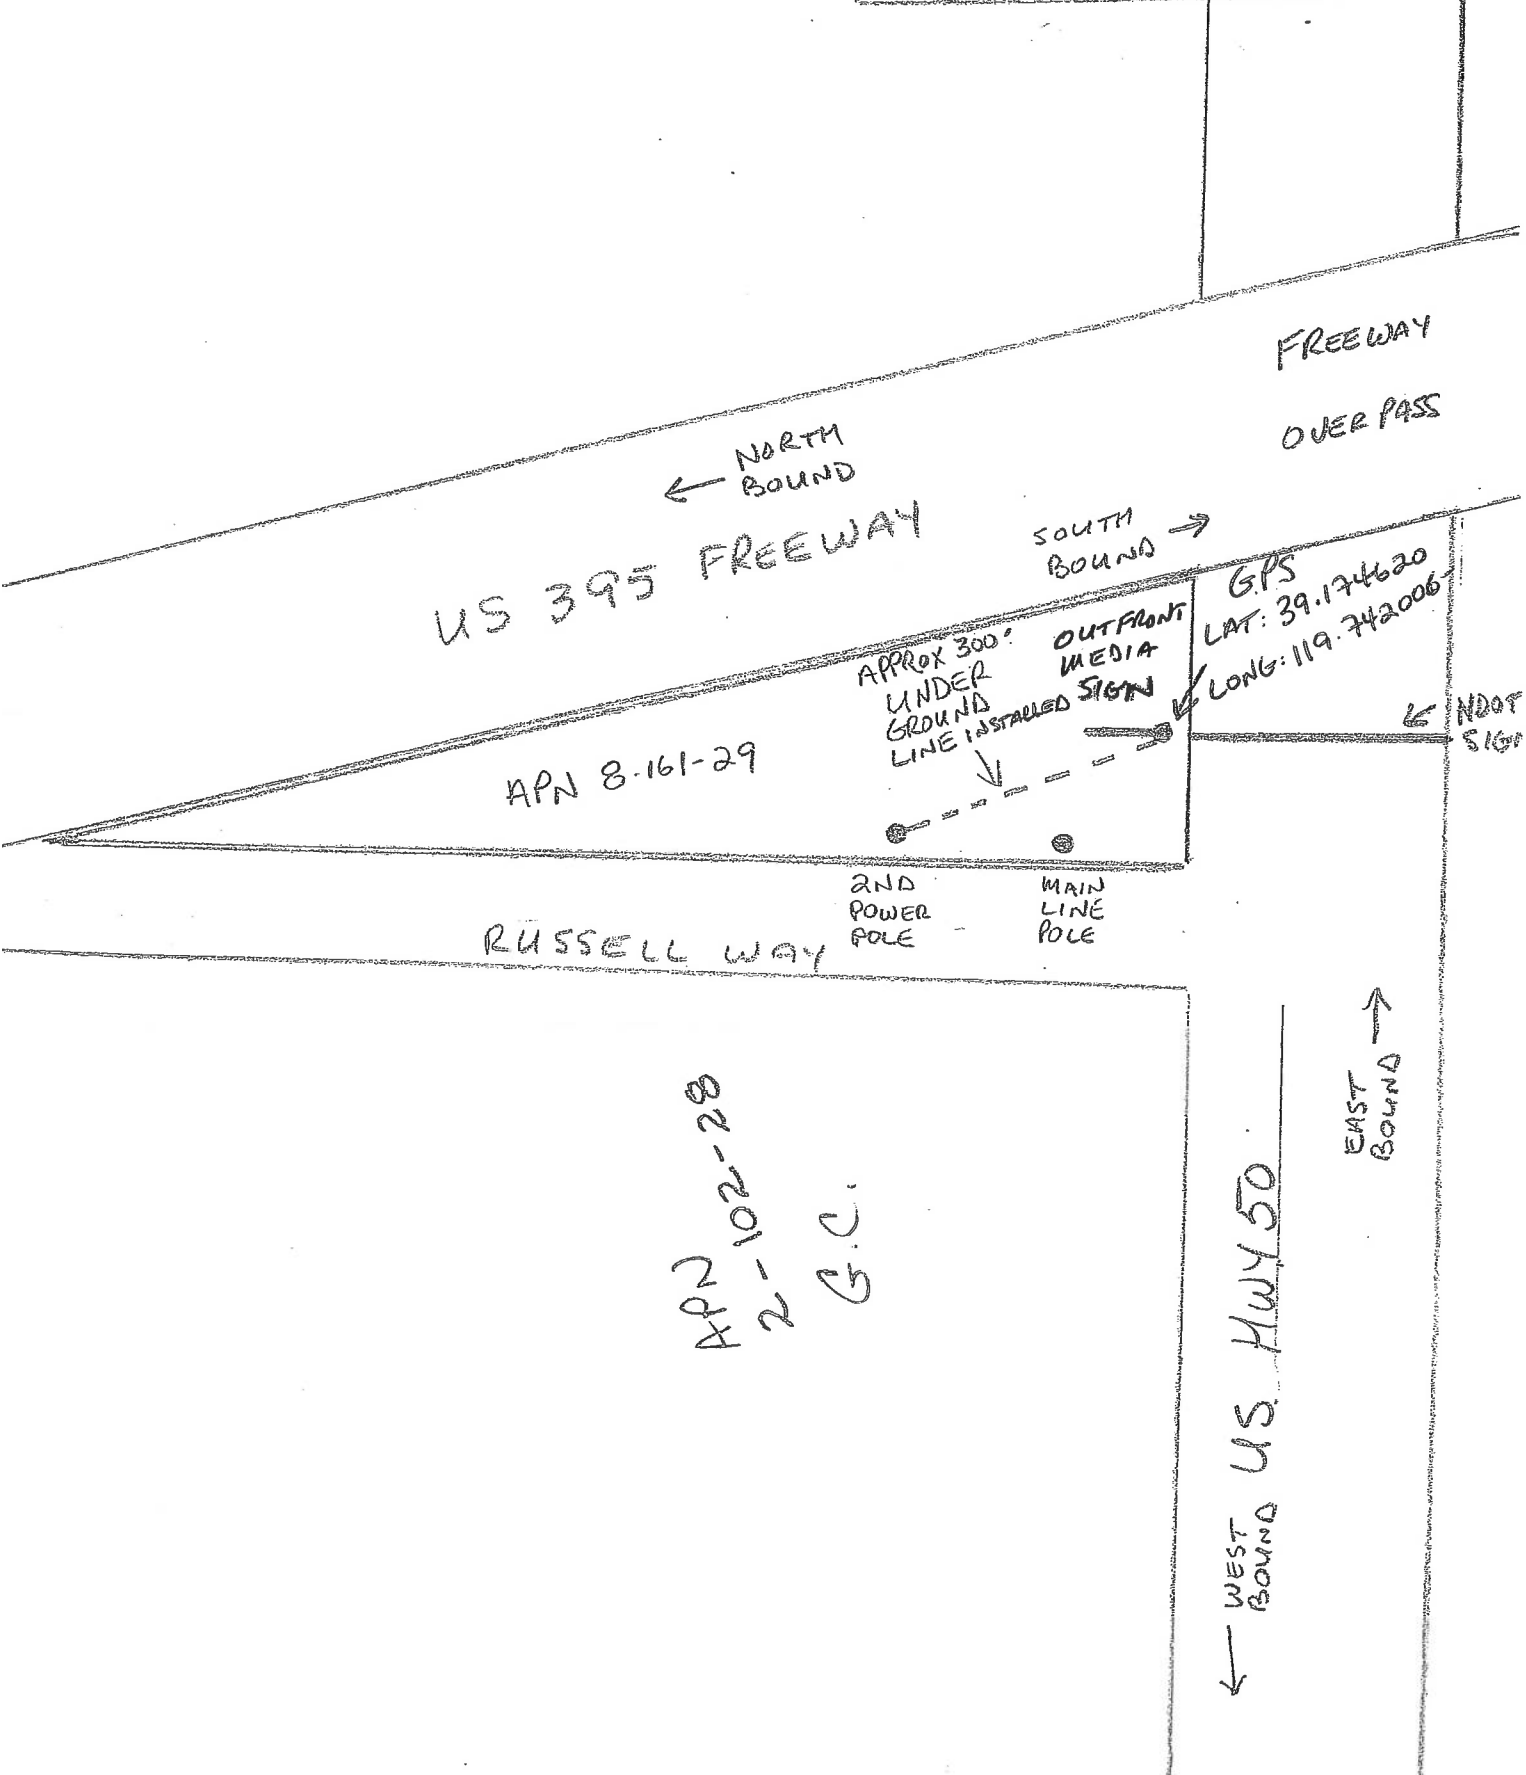 FREEWAY
OVERPASS
← NORTH
BOUND
US 395 FREEWAY
SOUTH →
BOUND
GPS
LAT: 39.174620
LONG: 119.742006-
OUTFRONT
MEDIA
SIGN
APPROX 300'
UNDER
GROUND
LINE INSTALLED
← NDOT
SIGN
APN 8-161-29
2ND
POWER
POLE
MAIN
LINE
POLE
RUSSELL WAY
EAST
BOUND →
APN
2-102-28
G.C.
US HWY 50
← WEST
BOUND